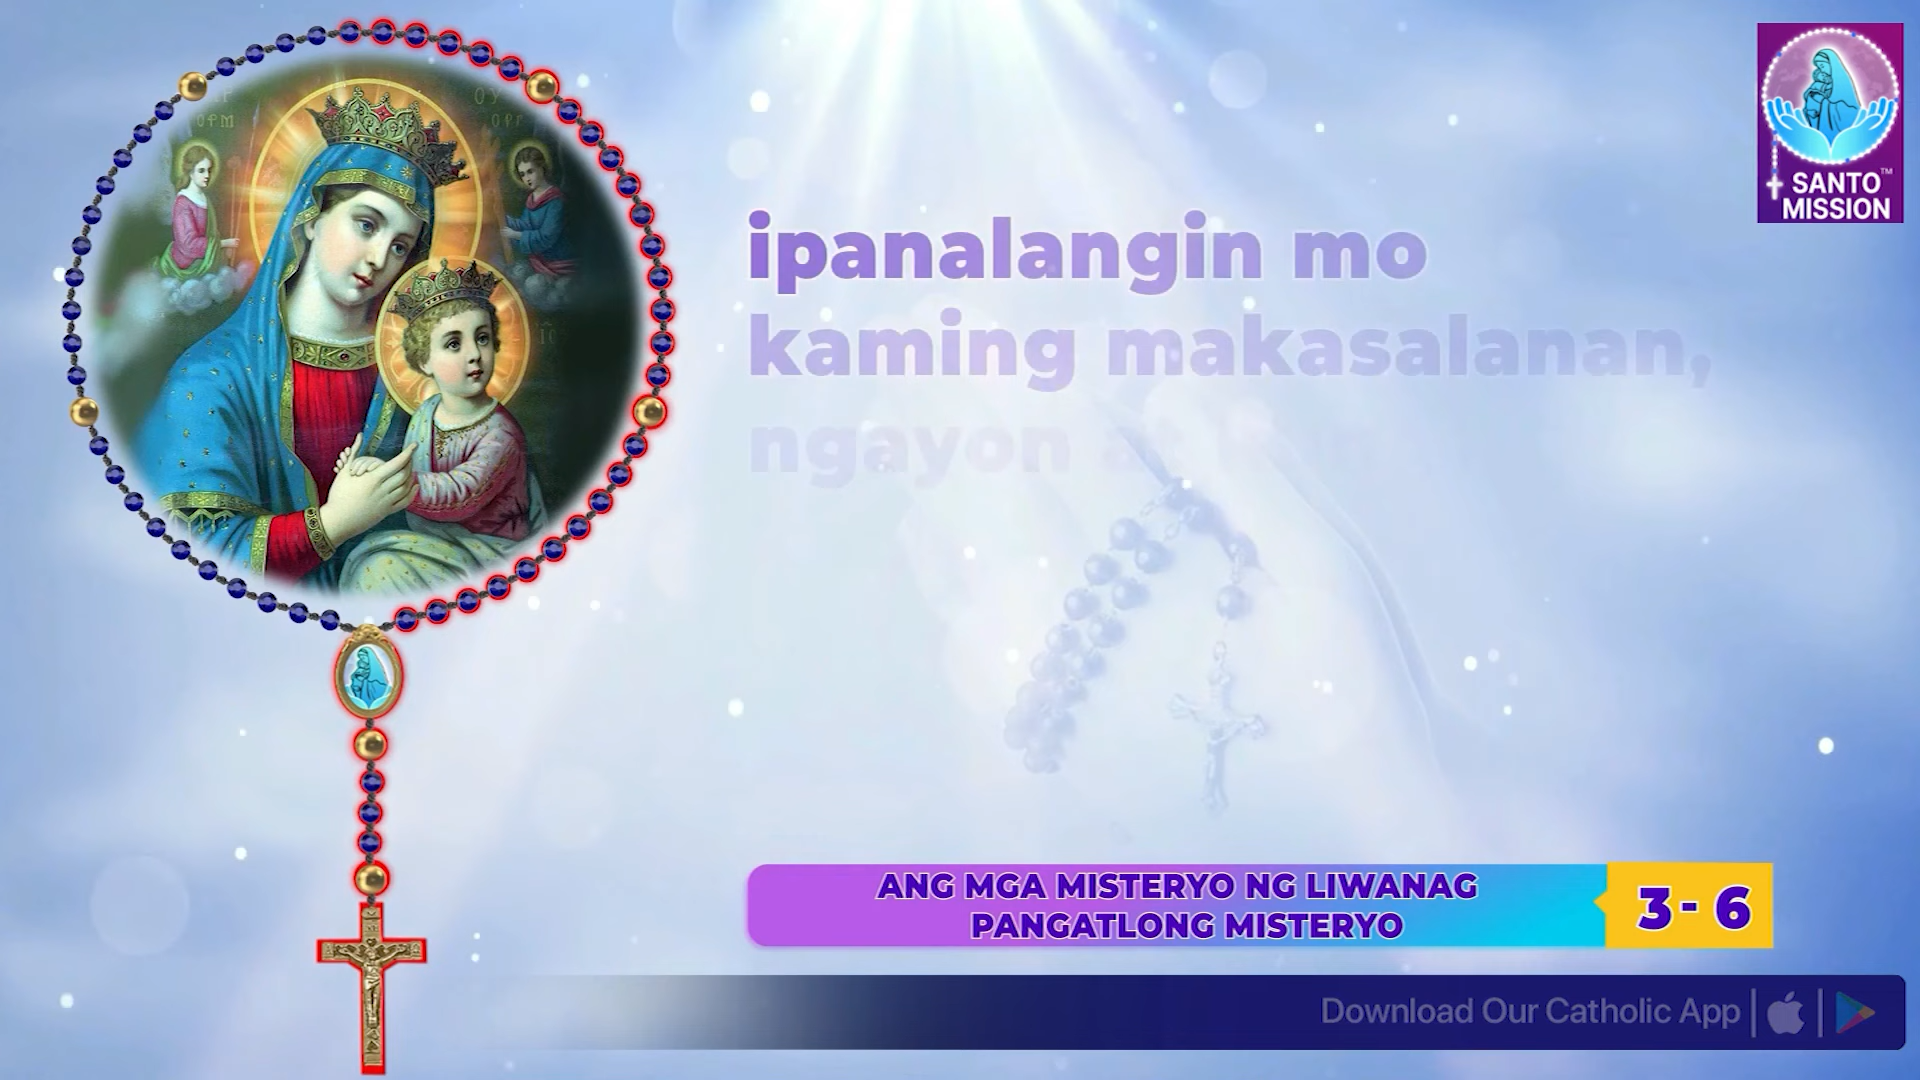 SANTO
MISSION
ipanalangin mo
kaming makasalanan,
ngayon at
ANG MGA MISTERYO NG LIWANAG
PANGATLONG MISTERYO
3- 6
Download Our Catholic App